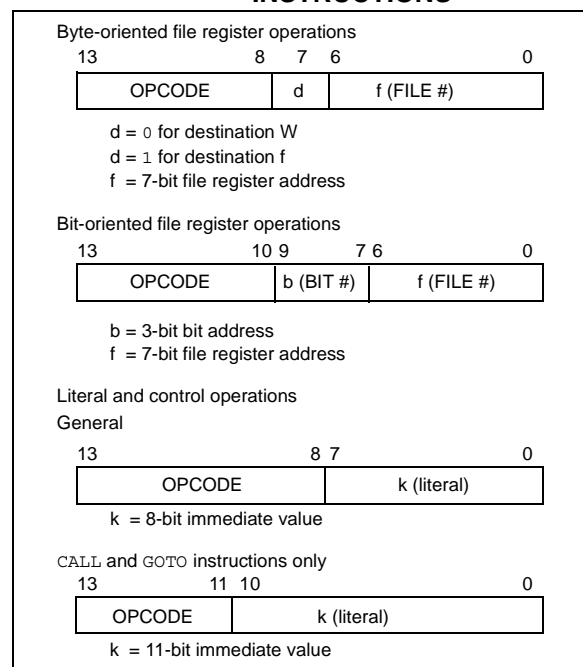 Byte-oriented file register operations
13 8 7 6 0
OPCODE d f (FILE #)
d = 0 for destination W
d = 1 for destination f
f = 7-bit file register address
Bit-oriented file register operations
13 10 9 7 6 0
OPCODE b (BIT #) f (FILE #)
b = 3-bit bit address
f = 7-bit file register address
Literal and control operations
General
13 8 7 0
OPCODE k (literal)
k = 8-bit immediate value
CALL and GOTO instructions only
13 11 10 0
OPCODE k (literal)
k = 11-bit immediate value